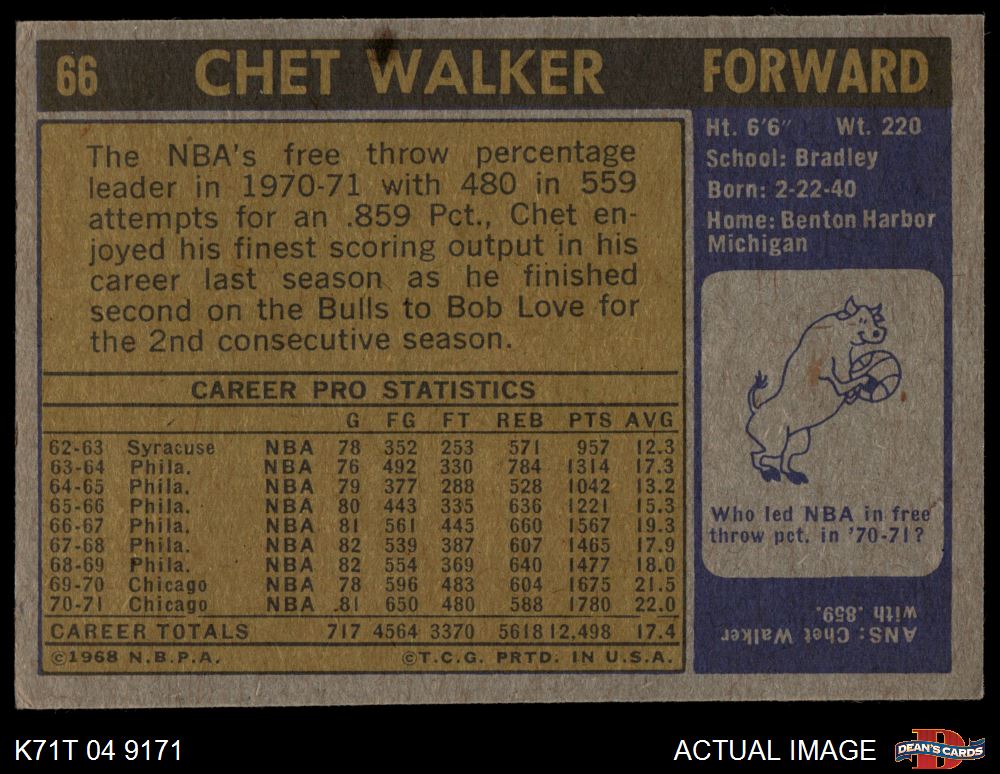 66 CHET WALKER FORWARD
The NBA's free throw percentage
leader in 1970-71 with 480 in 559
attempts for an .859 Pct., Chet en-
joyed his finest scoring output in his
career last season as he finished
second on the Bulls to Bob Love for
the 2nd consecutive season.
CAREER PRO STATISTICS
G FG FT REB PTS AVG
62-63 Syracuse NBA 78 352 253 571 957 12.3
63-64 Phila. NBA 76 492 330 784 1314 17.3
64-65 Phila. NBA 79 377 288 528 1042 13.2
65-66 Phila. NBA 80 443 335 636 1221 15.3
66-67 Phila. NBA 81 561 445 660 1567 19.3
67-68 Phila. NBA 82 539 387 607 1465 17.9
68-69 Phila. NBA 82 554 369 640 1477 18.0
69-70 Chicago NBA 78 596 483 604 1675 21.5
70-71 Chicago NBA 81 650 480 588 1780 22.0
CAREER TOTALS 717 4564 3370 5618 12,498 17.4
©1968 N.B.P.A. ©T.C.G. PRTD. IN U.S.A.
Ht. 6'6" Wt. 220
School: Bradley
Born: 2-22-40
Home: Benton Harbor
Michigan
Who led NBA in free
throw pct. in '70-71?
ANS: Chet Walker
with .859.
K71T 04 9171
ACTUAL IMAGE
DEAN'S CARDS